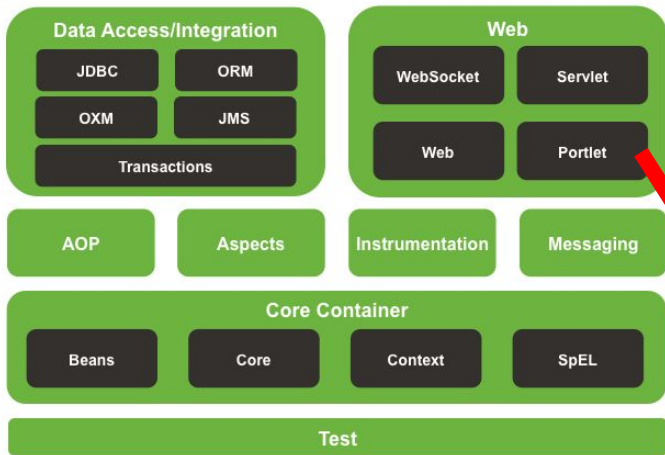 Data Access/Integration
JDBC ORM
OXM JMS
Transactions
Web
WebSocket Servlet
Web Portlet
AOP Aspects Instrumentation Messaging
Core Container
Beans Core Context SpEL
Test